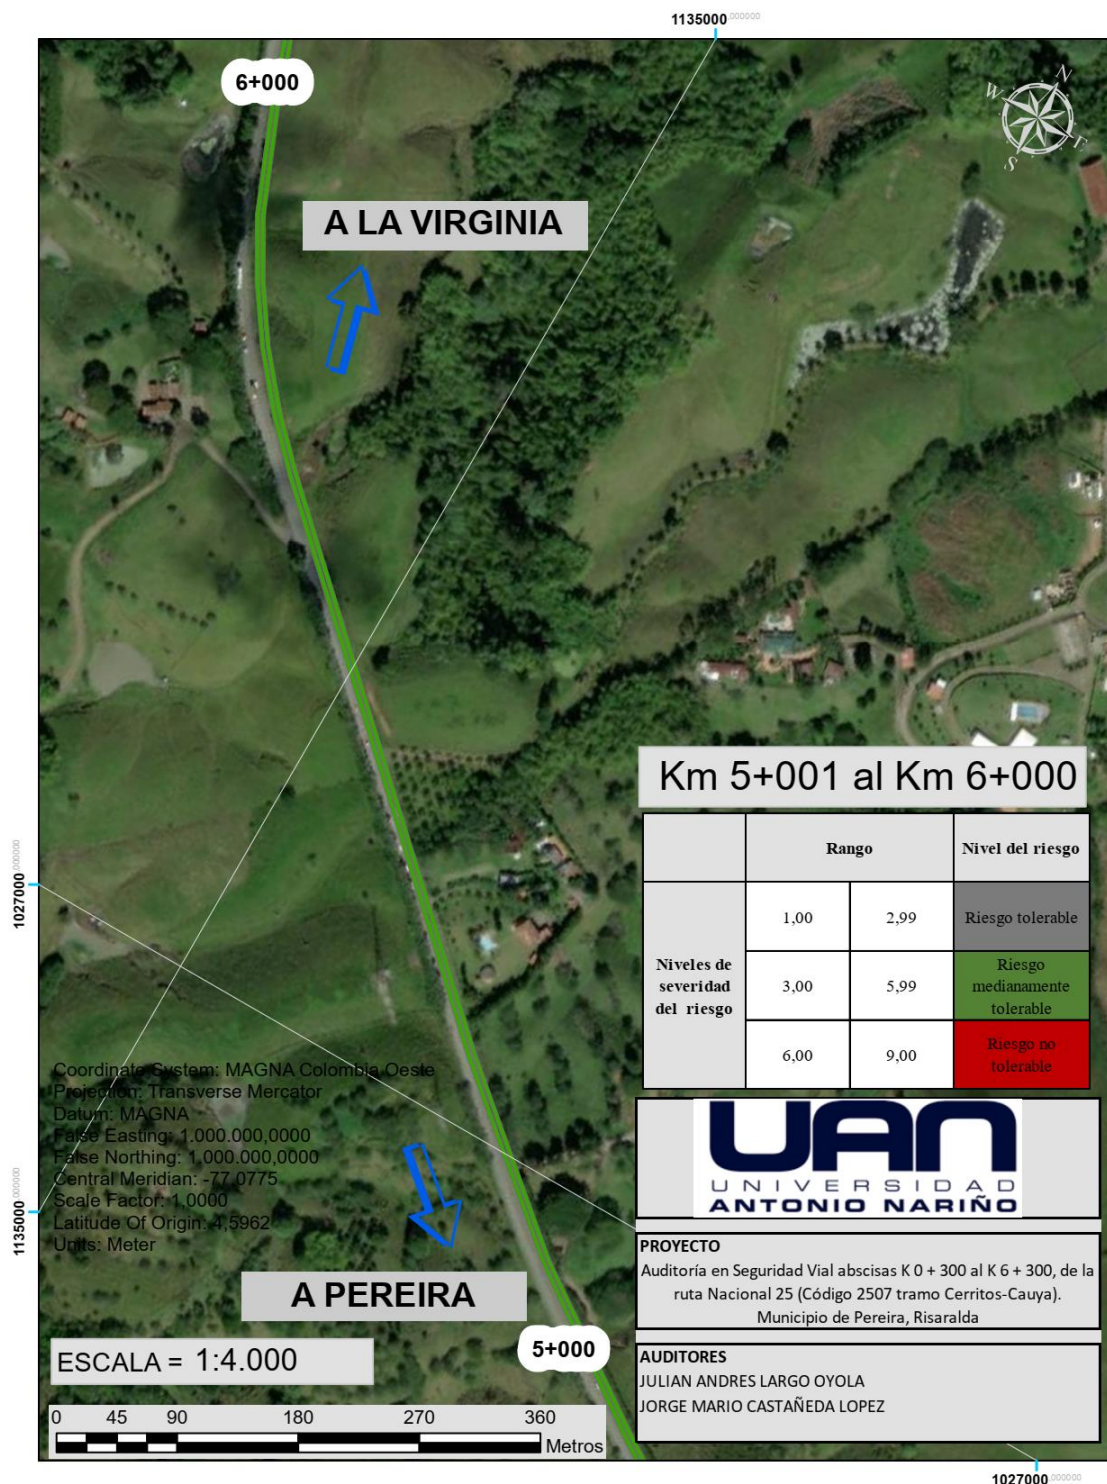 1135000,000000
6+000
N
W
E
S
A LA VIRGINIA
Km 5+001 al Km 6+000
Rango
Nivel del riesgo
Niveles de
severidad
del riesgo
1,00
2,99
Riesgo tolerable
3,00
5,99
Riesgo
medianamente
tolerable
6,00
9,00
Riesgo no
tolerable
1027000,000000
Coordinate System: MAGNA Colombia Oeste
Projection: Transverse Mercator
Datum: MAGNA
False Easting: 1.000.000,0000
False Northing: 1.000.000,0000
Central Meridian: -77,0775
Scale Factor: 1,0000
Latitude Of Origin: 4,5962
Units: Meter
1135000,000000
UAN
UNIVERSIDAD
ANTONIO NARIÑO
A PEREIRA
5+000
PROYECTO
Auditoría en Seguridad Vial abscisas K 0 + 300 al K 6 + 300, de la
ruta Nacional 25 (Código 2507 tramo Cerritos-Cauya).
Municipio de Pereira, Risaralda
AUDITORES
JULIAN ANDRES LARGO OYOLA
JORGE MARIO CASTAÑEDA LOPEZ
ESCALA = 1:4.000
0 45 90 180 270 360
Metros
1027000,000000